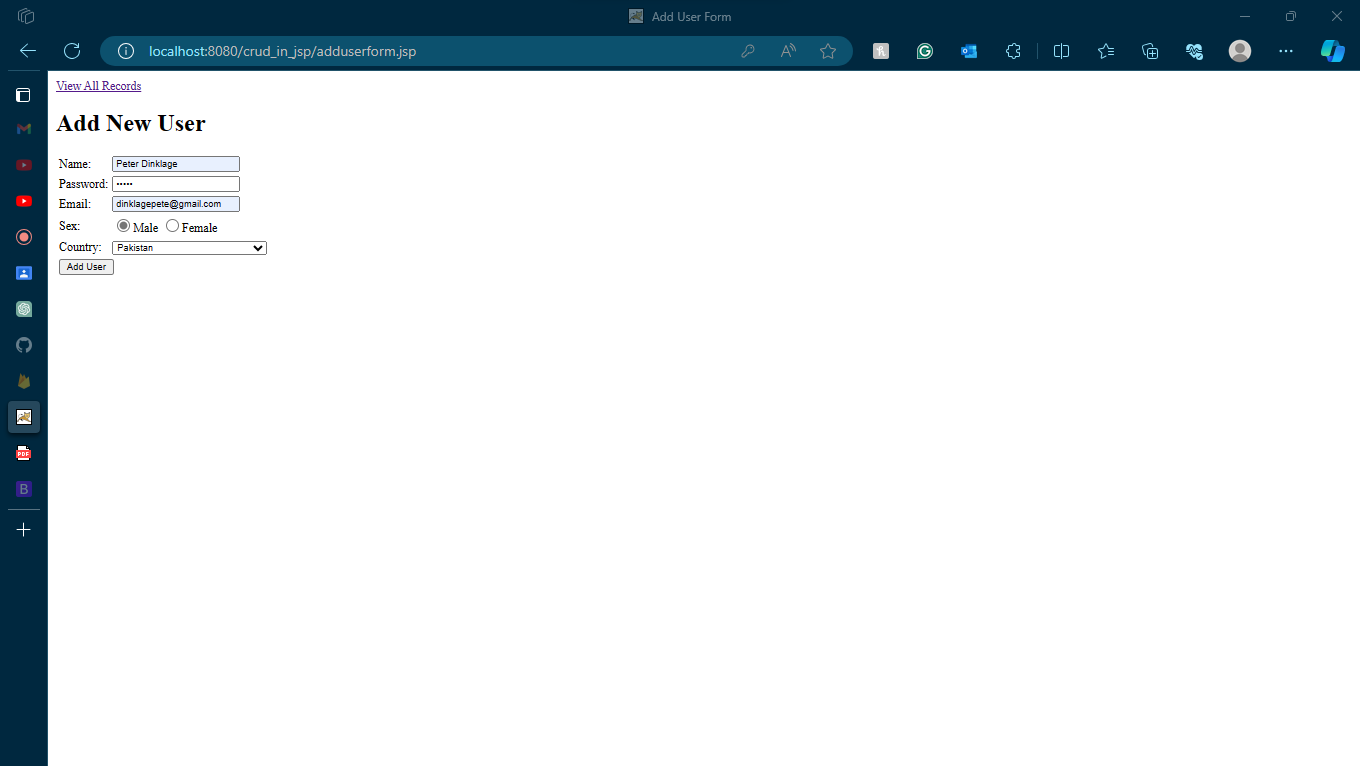 Add User Form
localhost:8080/crud_in_jsp/adduserform.jsp
View All Records
Add New User
Name: Peter Dinklage
Password: •••••
Email: dinklagepete@gmail.com
Sex: Male Female
Country: Pakistan
Add User
PDF
B